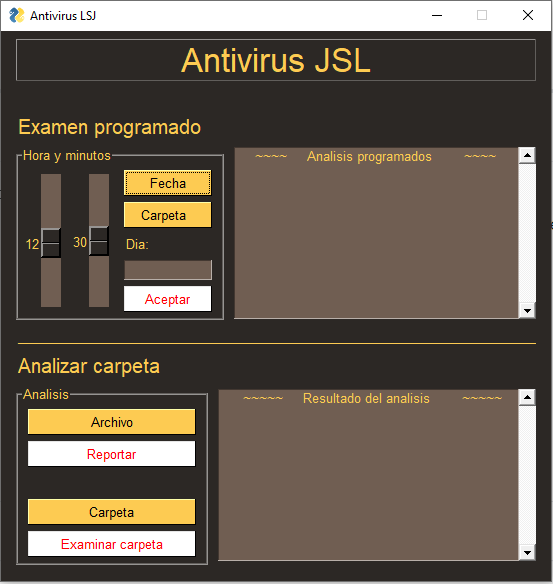 Antivirus LSJ
Antivirus JSL
Examen programado
Hora y minutos
12
30
Fecha
Carpeta
Dia:
Aceptar
~~~~ Analisis programados ~~~~
Analizar carpeta
Analisis
Archivo
Reportar
Carpeta
Examinar carpeta
~~~~~ Resultado del analisis ~~~~~